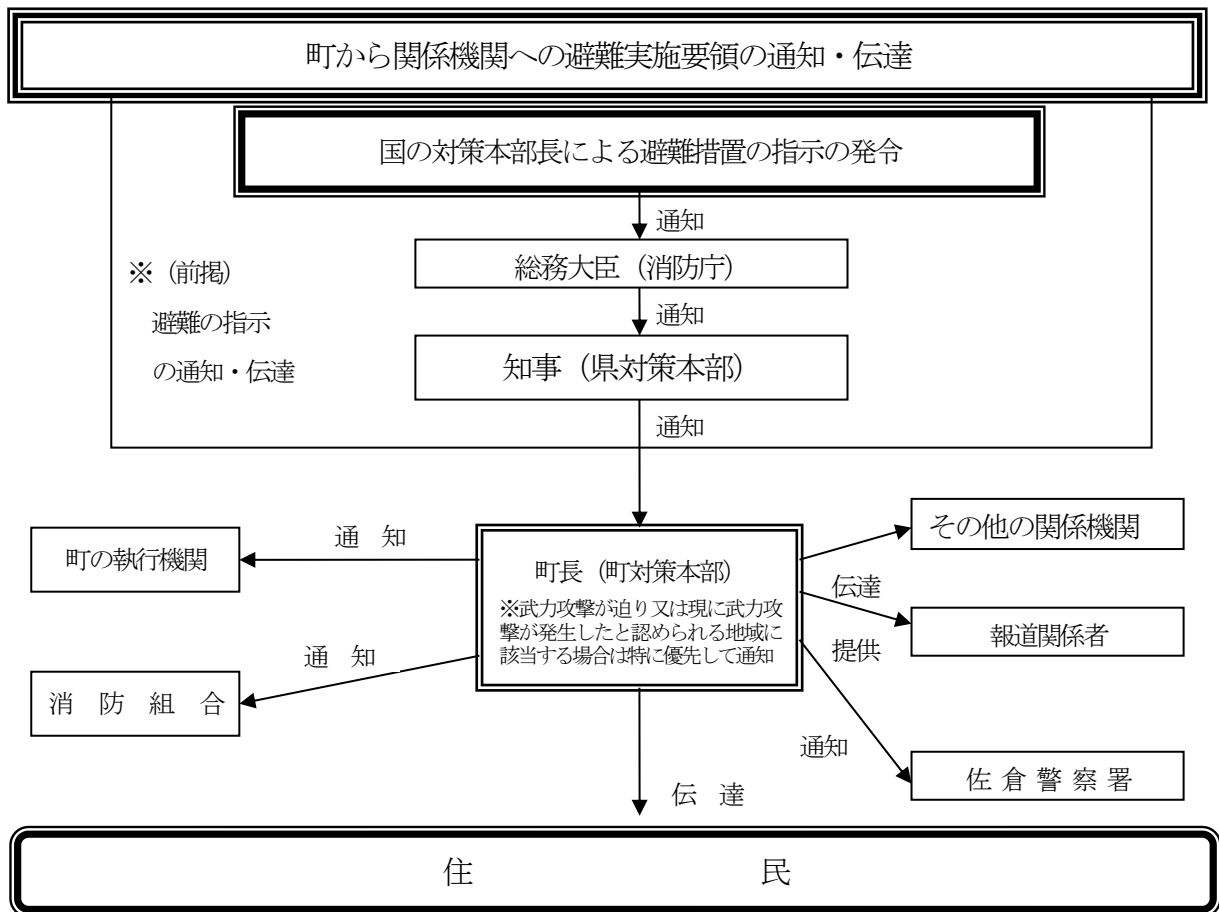 町から関係機関への避難実施要領の通知・伝達
国の対策本部長による避難措置の指示の発令
通知
総務大臣（消防庁）
※（前掲）
避難の指示
の通知・伝達
通知
知事（県対策本部）
通知
その他の関係機関
町の執行機関
通　知
町長（町対策本部）
※武力攻撃が迫り又は現に武力攻
撃が発生したと認められる地域に
該当する場合は特に優先して通知
伝達
報道関係者
提供
通　知
消　防　組　合
通知
佐 倉 警 察 署
伝　達
住　　　　　民